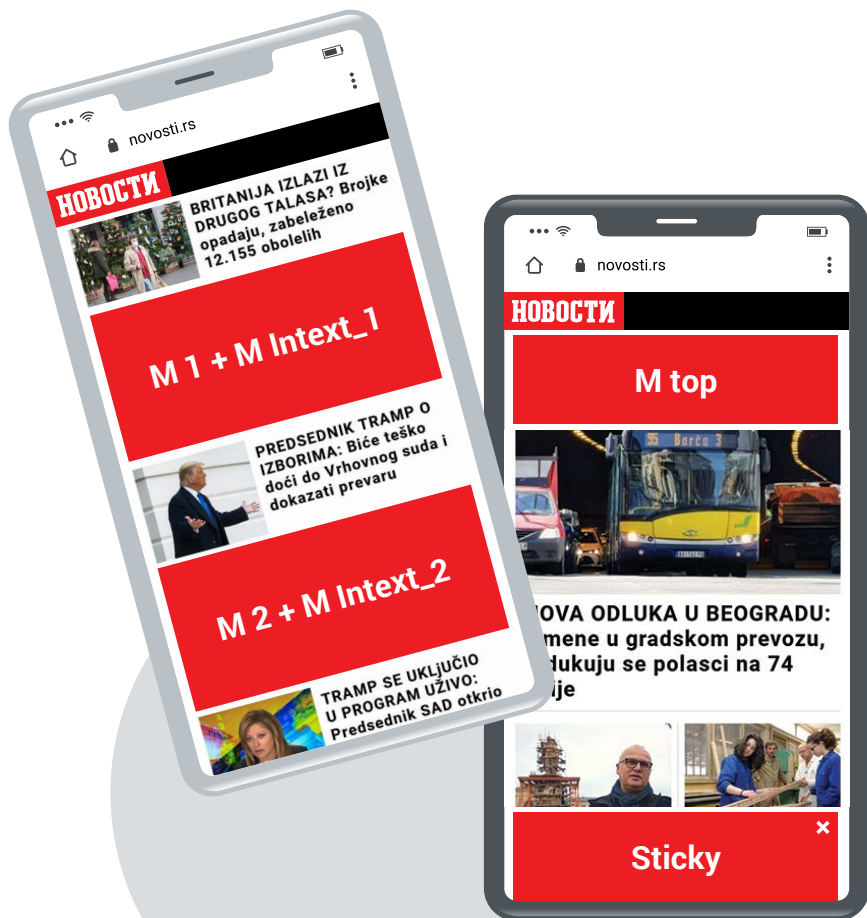 novosti.rs
НОВОСТИ
BRITANIJA IZLAZI IZ
DRUGOG TALASA? Brojke
opadaju, zabeleženo
12.155 obolelih
M 1 + M Intext_1
PREDSEDNIK TRAMP O
IZBORIMA: Biće teško
doći do Vrhovnog suda i
dokazati prevaru
M 2 + M Intext_2
TRAMP SE UKLjUČIO
U PROGRAM UŽIVO:
Predsednik SAD otkrio
novosti.rs
НОВОСТИ
M top
95 Borča 3
OVA ODLUKA U BEOGRADU:
mene u gradskom prevozu,
dukuju se polasci na 74
ije
Sticky